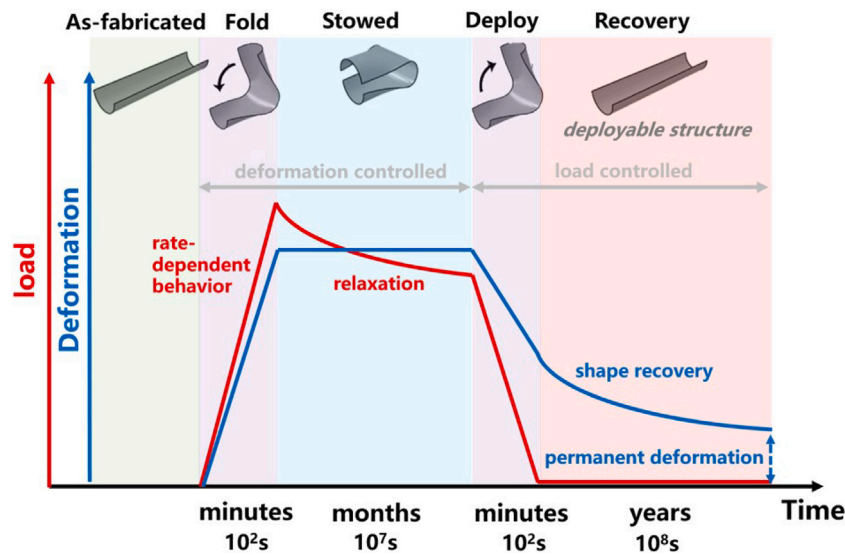 As-fabricated Fold Stowed Deploy Recovery
deployable structure
deformation controlled load controlled
load
Deformation
rate-
dependent
behavior
relaxation
shape recovery
permanent deformation
Time
minutes months minutes years
10²s 10⁷s 10²s 10⁸s